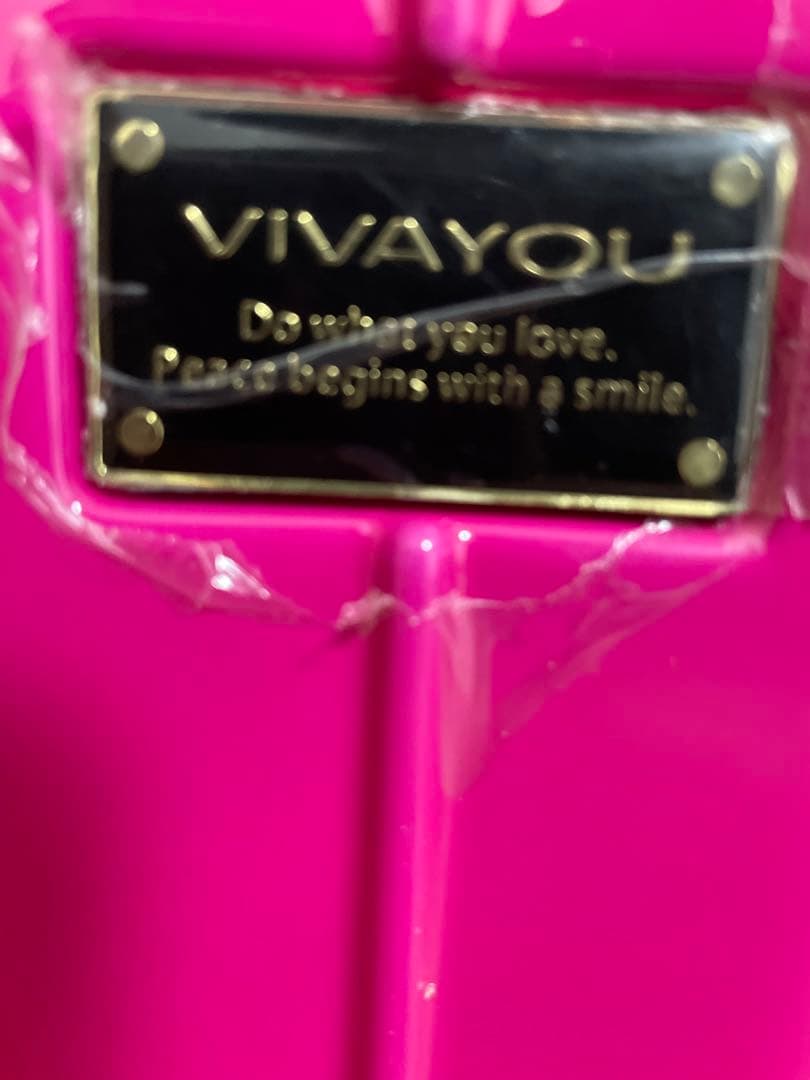 VIVAYOU
Do what you love.
Peace begins with a smile.